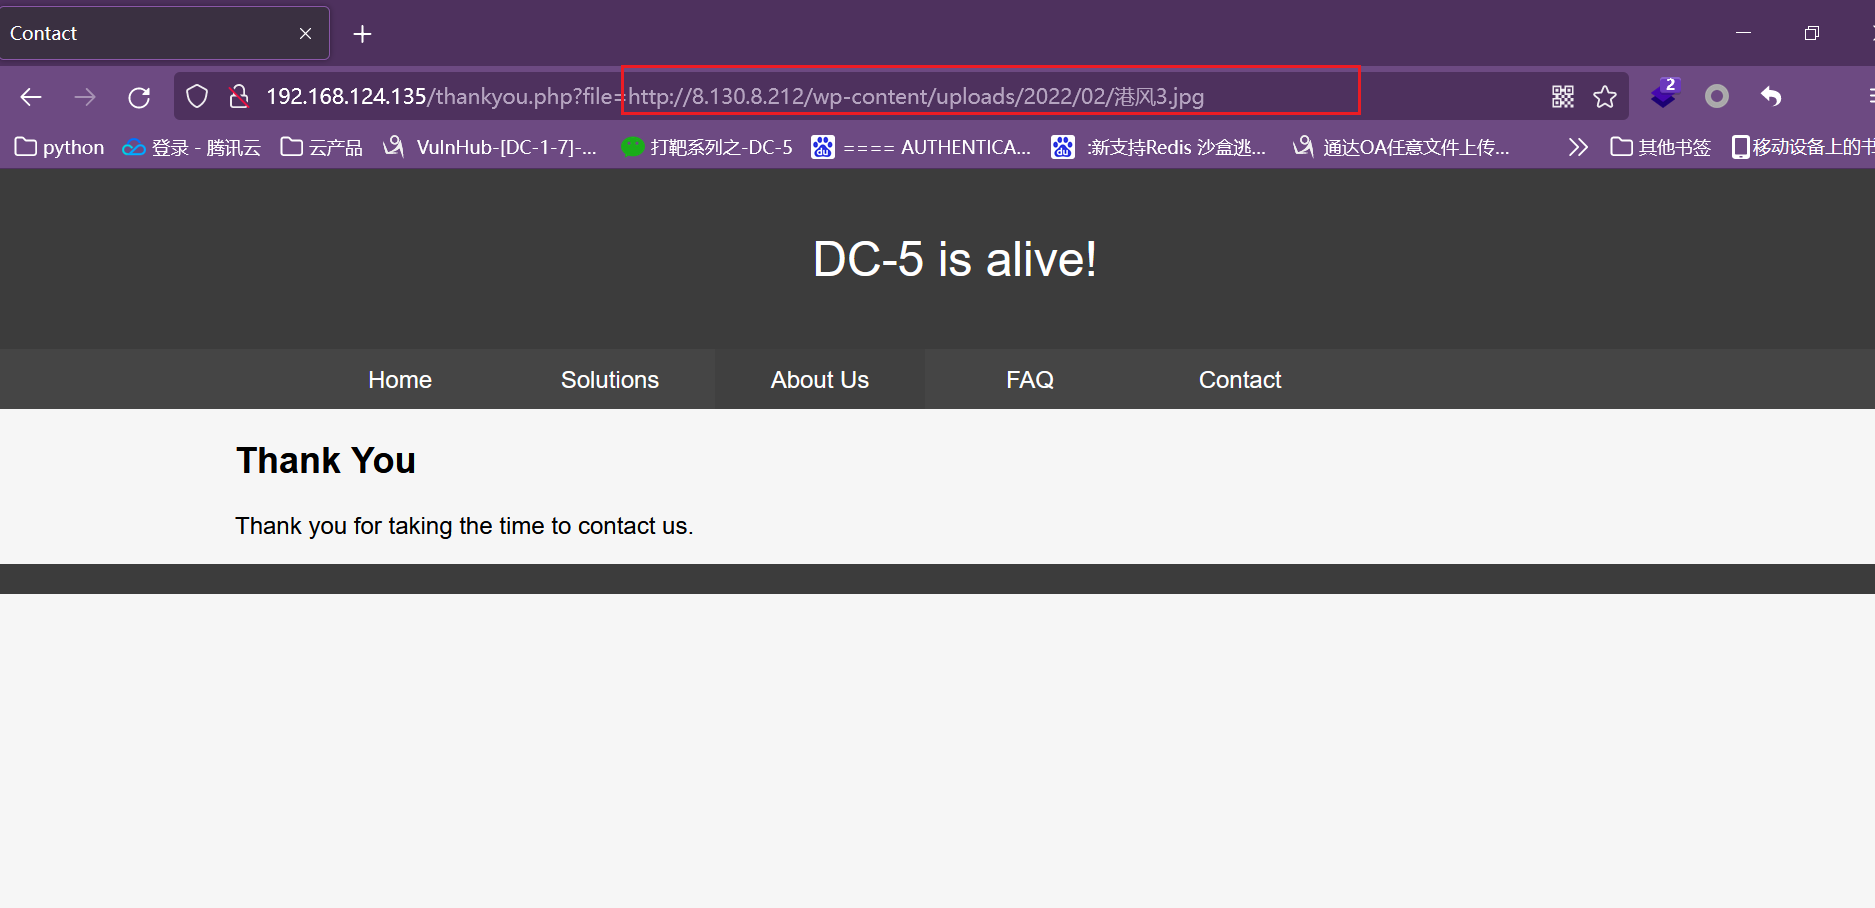 Contact
192.168.124.135/thankyou.php?file=http://8.130.8.212/wp-content/uploads/2022/02/港风3.jpg
2
python 登录 - 腾讯云 云产品 VulnHub-[DC-1-7]-... 打靶系列之-DC-5 ==== AUTHENTICA... :新支持Redis 沙盒逃... 通达OA任意文件上传... 其他书签 移动设备上的书
DC-5 is alive!
Home Solutions About Us FAQ Contact
Thank You
Thank you for taking the time to contact us.